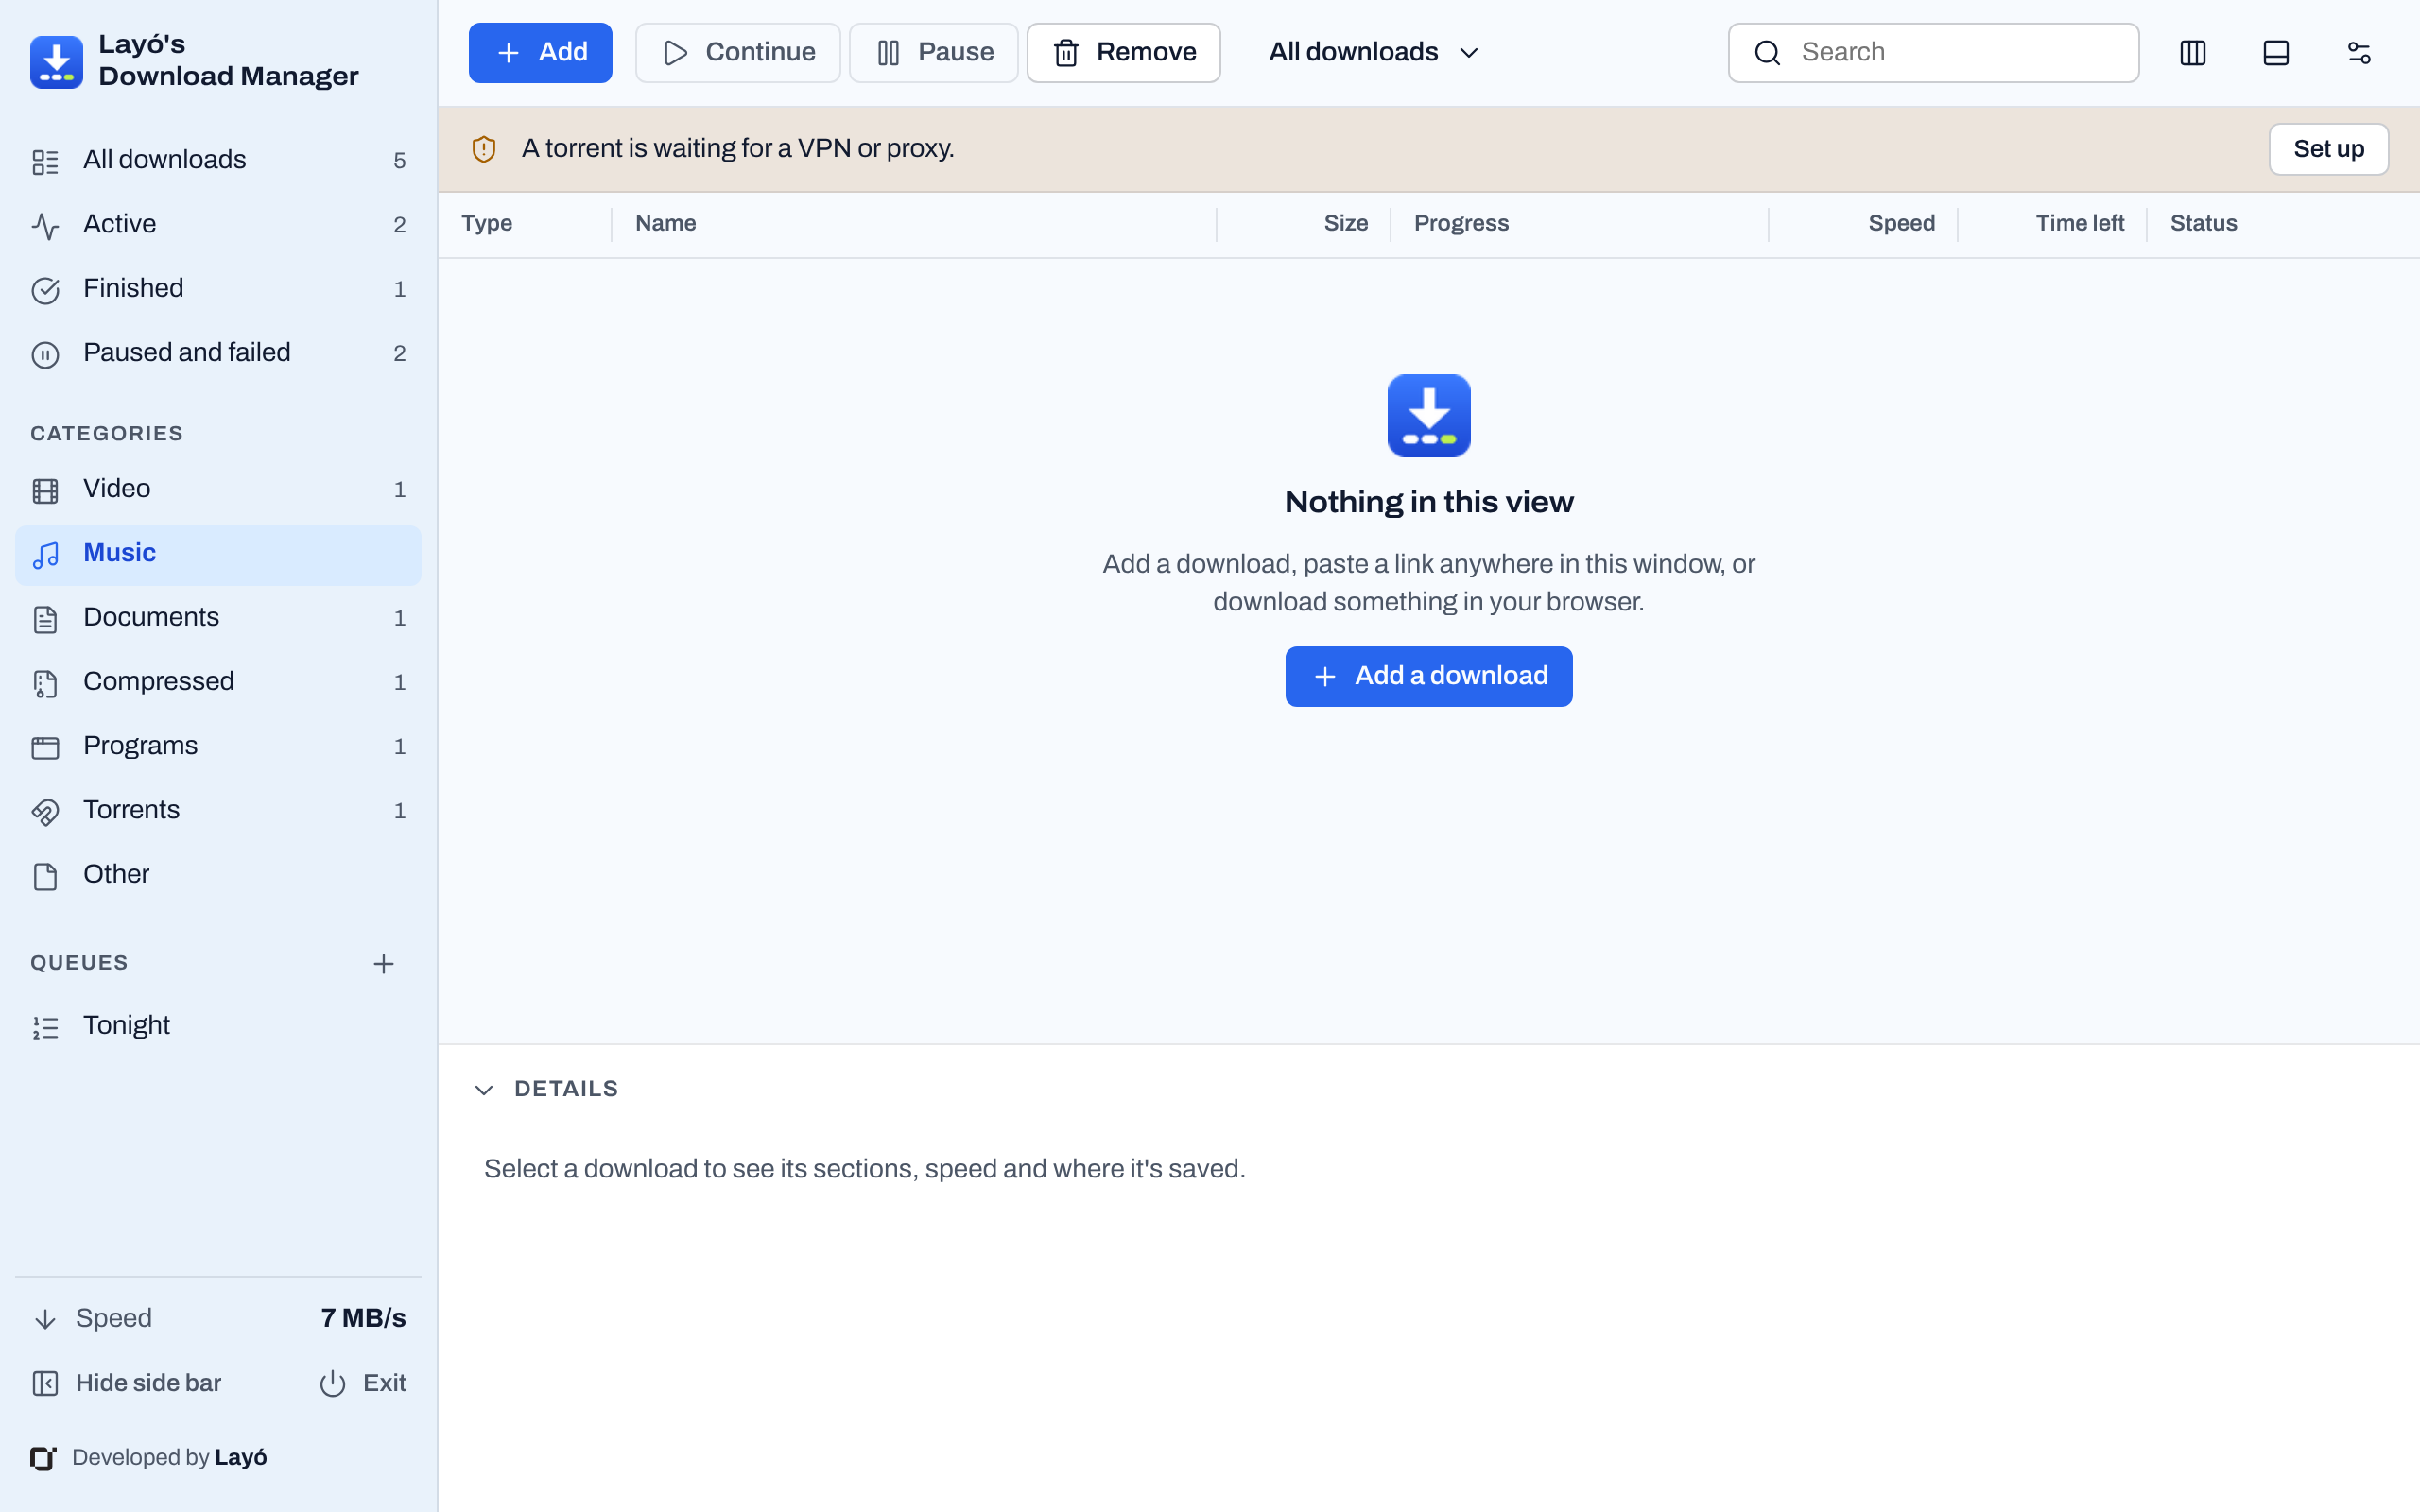 Layó's
Download Manager
All downloads 5
Active 2
Finished 1
Paused and failed 2
CATEGORIES
Video 1
Music
Documents 1
Compressed 1
Programs 1
Torrents 1
Other
QUEUES
Tonight
Speed 7 MB/s
Hide side bar Exit
Developed by Layó
Add Continue Pause Remove All downloads Search
A torrent is waiting for a VPN or proxy. Set up
Type Name Size Progress Speed Time left Status
Nothing in this view
Add a download, paste a link anywhere in this window, or
download something in your browser.
Add a download
DETAILS
Select a download to see its sections, speed and where it's saved.